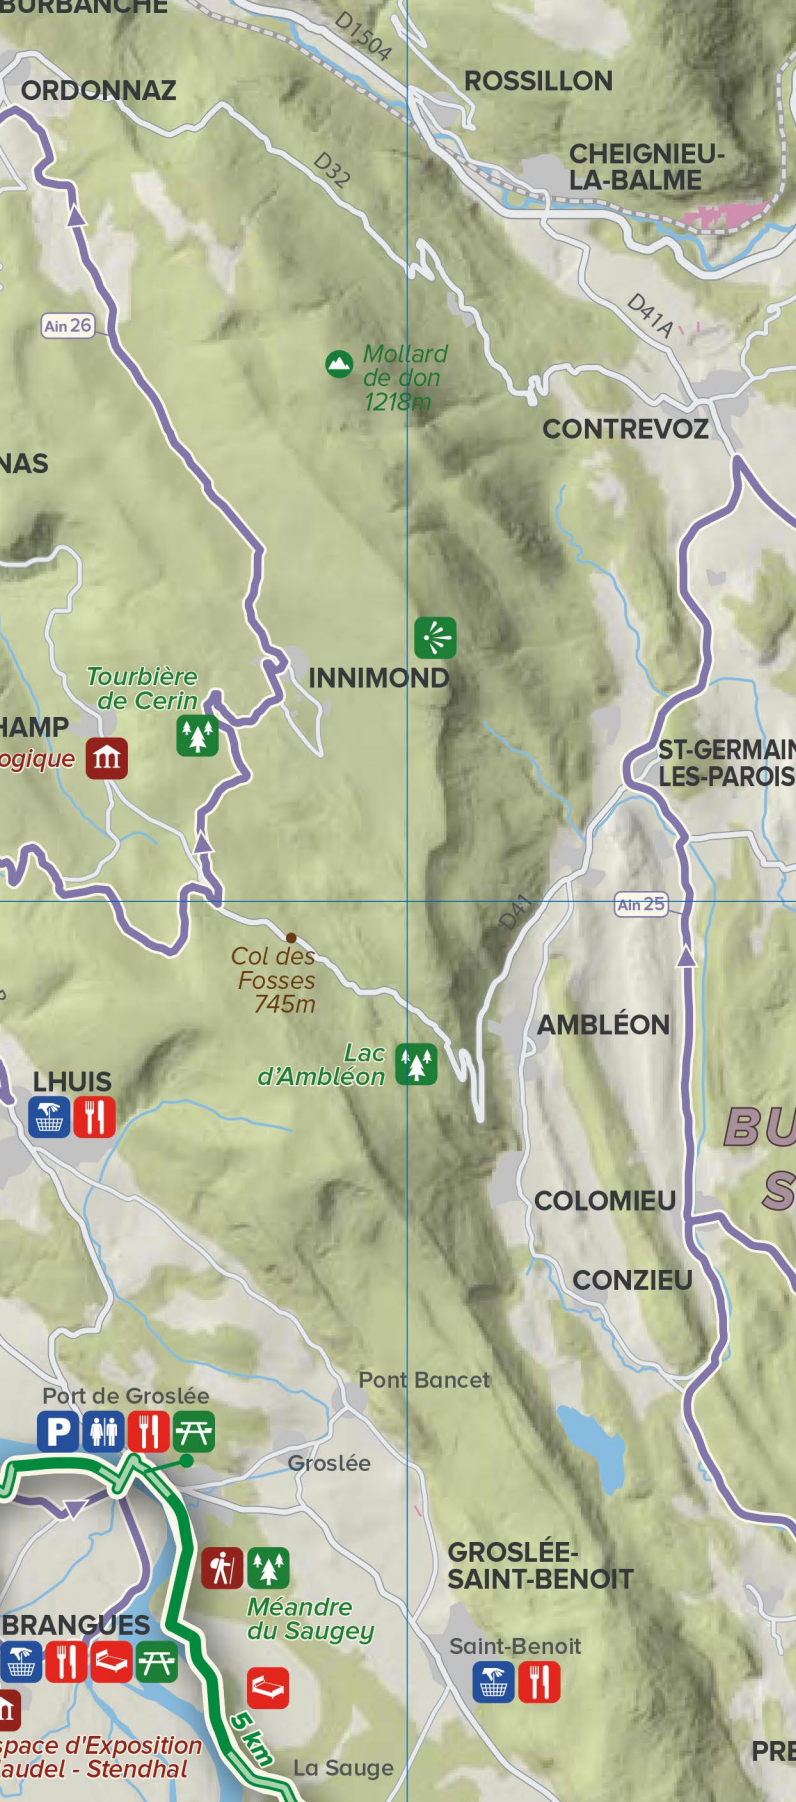 BURBANCHE
D1504
ORDONNAZ
ROSSILLON
CHEIGNIEU-
LA-BALME
D32
D41A
Ain 26
Mollard
de don
1218m
CONTREVOZ
NAS
Tourbière
de Cerin
INNIMOND
HAMP
ogique
ST-GERMAIN
LES-PAROIS
D41
Ain 25
Col des
Fosses
745m
AMBLÉON
Lac
d'Ambléon
LHUIS
BU
S
COLOMIEU
CONZIEU
Pont Bancet
Port de Groslée
P
Groslée
GROSLÉE-
SAINT-BENOIT
Méandre
du Saugey
BRANGUES
Saint-Benoit
5 km
space d'Exposition
laudel - Stendhal
La Sauge
PRE